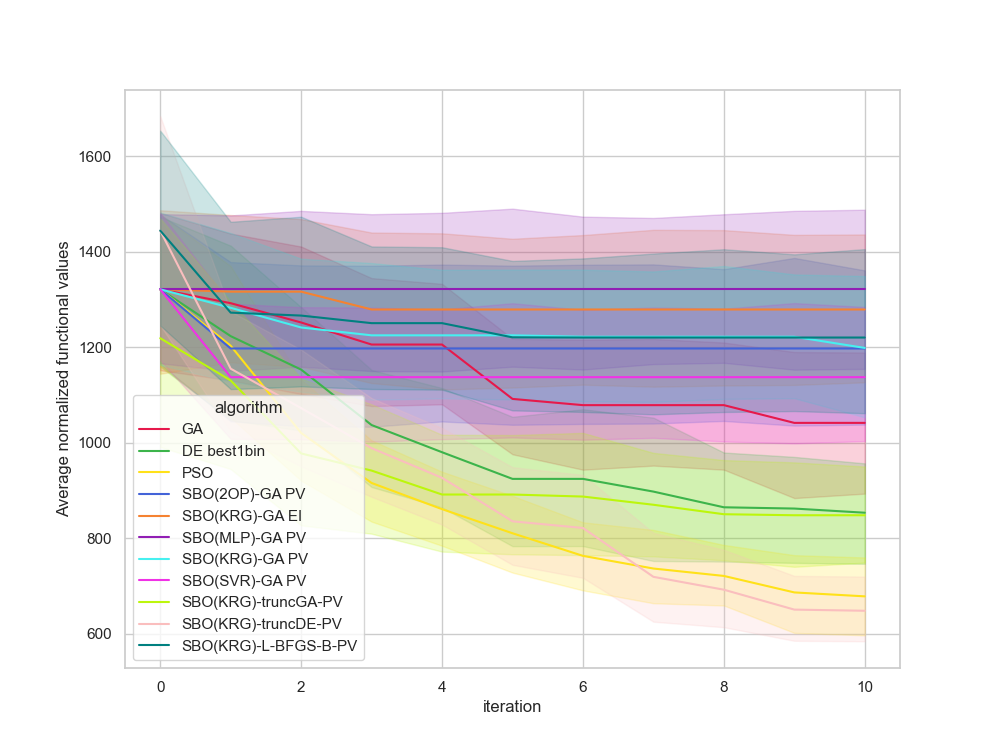 1600
1400
1200
1000
800
600
Average normalized functional values
algorithm
GA
DE best1bin
PSO
SBO(2OP)-GA PV
SBO(KRG)-GA EI
SBO(MLP)-GA PV
SBO(KRG)-GA PV
SBO(SVR)-GA PV
SBO(KRG)-truncGA-PV
SBO(KRG)-truncDE-PV
SBO(KRG)-L-BFGS-B-PV
0 2 4 6 8 10
iteration